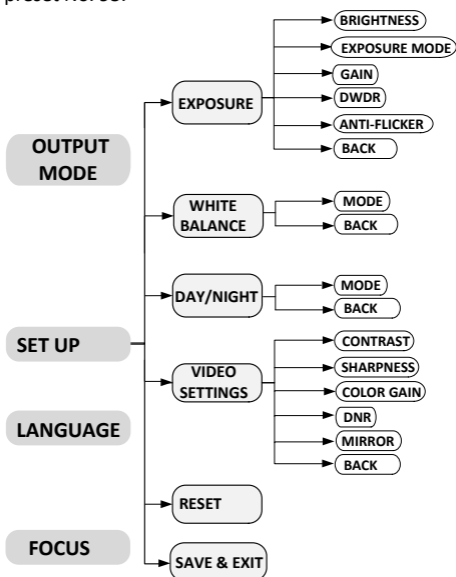 preset No.
BRIGHTNESS
EXPOSURE MODE
GAIN
DWDR
ANTI-FLICKER
BACK
EXPOSURE
OUTPUT
MODE
WHITE
BALANCE
MODE
BACK
DAY/NIGHT
MODE
BACK
SET UP
VIDEO
SETTINGS
CONTRAST
SHARPNESS
COLOR GAIN
DNR
MIRROR
BACK
LANGUAGE
RESET
FOCUS
SAVE & EXIT